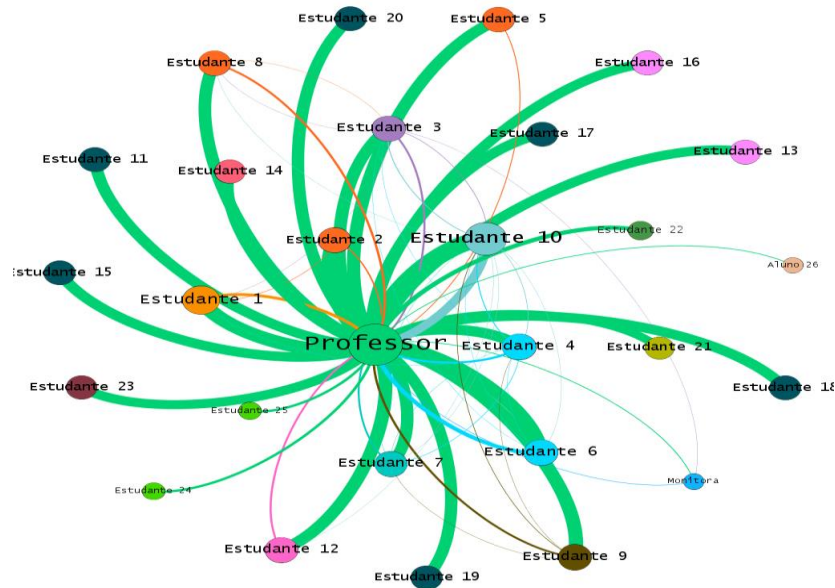 Estudante 20
Estudante 5
Estudante 8
Estudante 16
Estudante 3
Estudante 17
Estudante 13
Estudante 11
Estudante 14
Estudante 22
Estudante 2
Estudante 10
Aluno 26
Estudante 15
Estudante 1
Professor
Estudante 4
Estudante 21
Estudante 23
Estudante 18
Estudante 25
Estudante 6
Estudante 7
Monitora
Estudante 24
Estudante 12
Estudante 9
Estudante 19